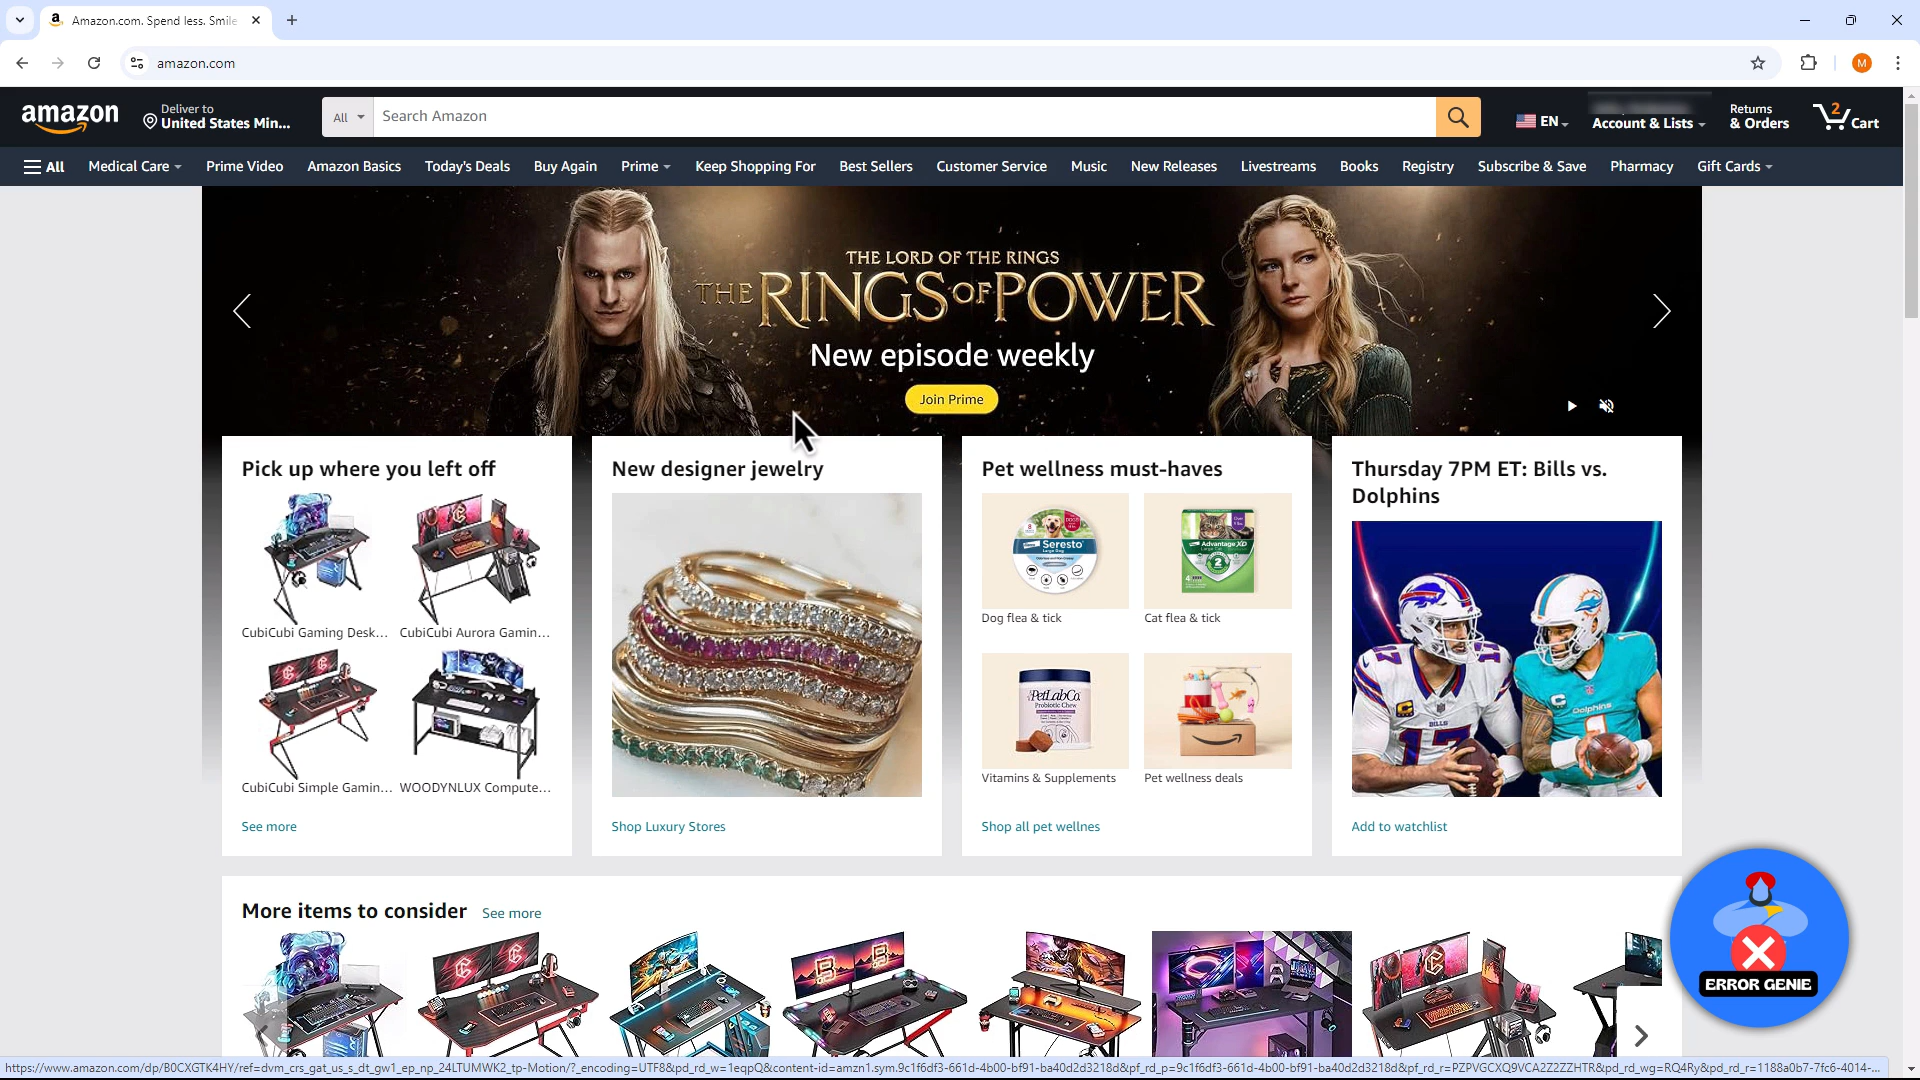 Amazon.com. Spend less. Smile
amazon.com
amazon
Deliver to
United States Min...
All
Search Amazon
EN
Account & Lists
Returns
& Orders
2
Cart
All
Medical Care
Prime Video
Amazon Basics
Today's Deals
Buy Again
Prime
Keep Shopping For
Best Sellers
Customer Service
Music
New Releases
Livestreams
Books
Registry
Subscribe & Save
Pharmacy
Gift Cards
THE LORD OF THE RINGS
THE RINGS OF POWER
New episode weekly
Join Prime
Pick up where you left off
CubiCubi Gaming Desk...
CubiCubi Aurora Gamin...
CubiCubi Simple Gamin...
WOODYNLUX Compute...
See more
New designer jewelry
Shop Luxury Stores
Pet wellness must-haves
Seresto
Advantage XD
2
Dog flea & tick
Cat flea & tick
PetLabCo.
Probiotic Chew
Vitamins & Supplements
Pet wellness deals
Shop all pet wellnes
Thursday 7PM ET: Bills vs.
Dolphins
BILLS
17
Dolphins
1
Add to watchlist
More items to consider
See more
ERROR GENIE
M
https://www.amazon.com/dp/B0CXGTK4HY/ref=dvm_crs_gat_us_s_dt_gw1_ep_np_24LTUMWK2_tp-Motion/?_encoding=UTF8&pd_rd_w=1eqpQ&content-id=amzn1.sym.9c1f6df3-661d-4b00-bf91-ba40d2d3218d&pf_rd_p=9c1f6df3-661d-4b00-bf91-ba40d2d3218d&pf_rd_r=PZPVGCXQ9VCA2Z2ZZHTR&pd_rd_wg=RQ4Ry&pd_rd_r=1188a0b7-7fc6-4014-...